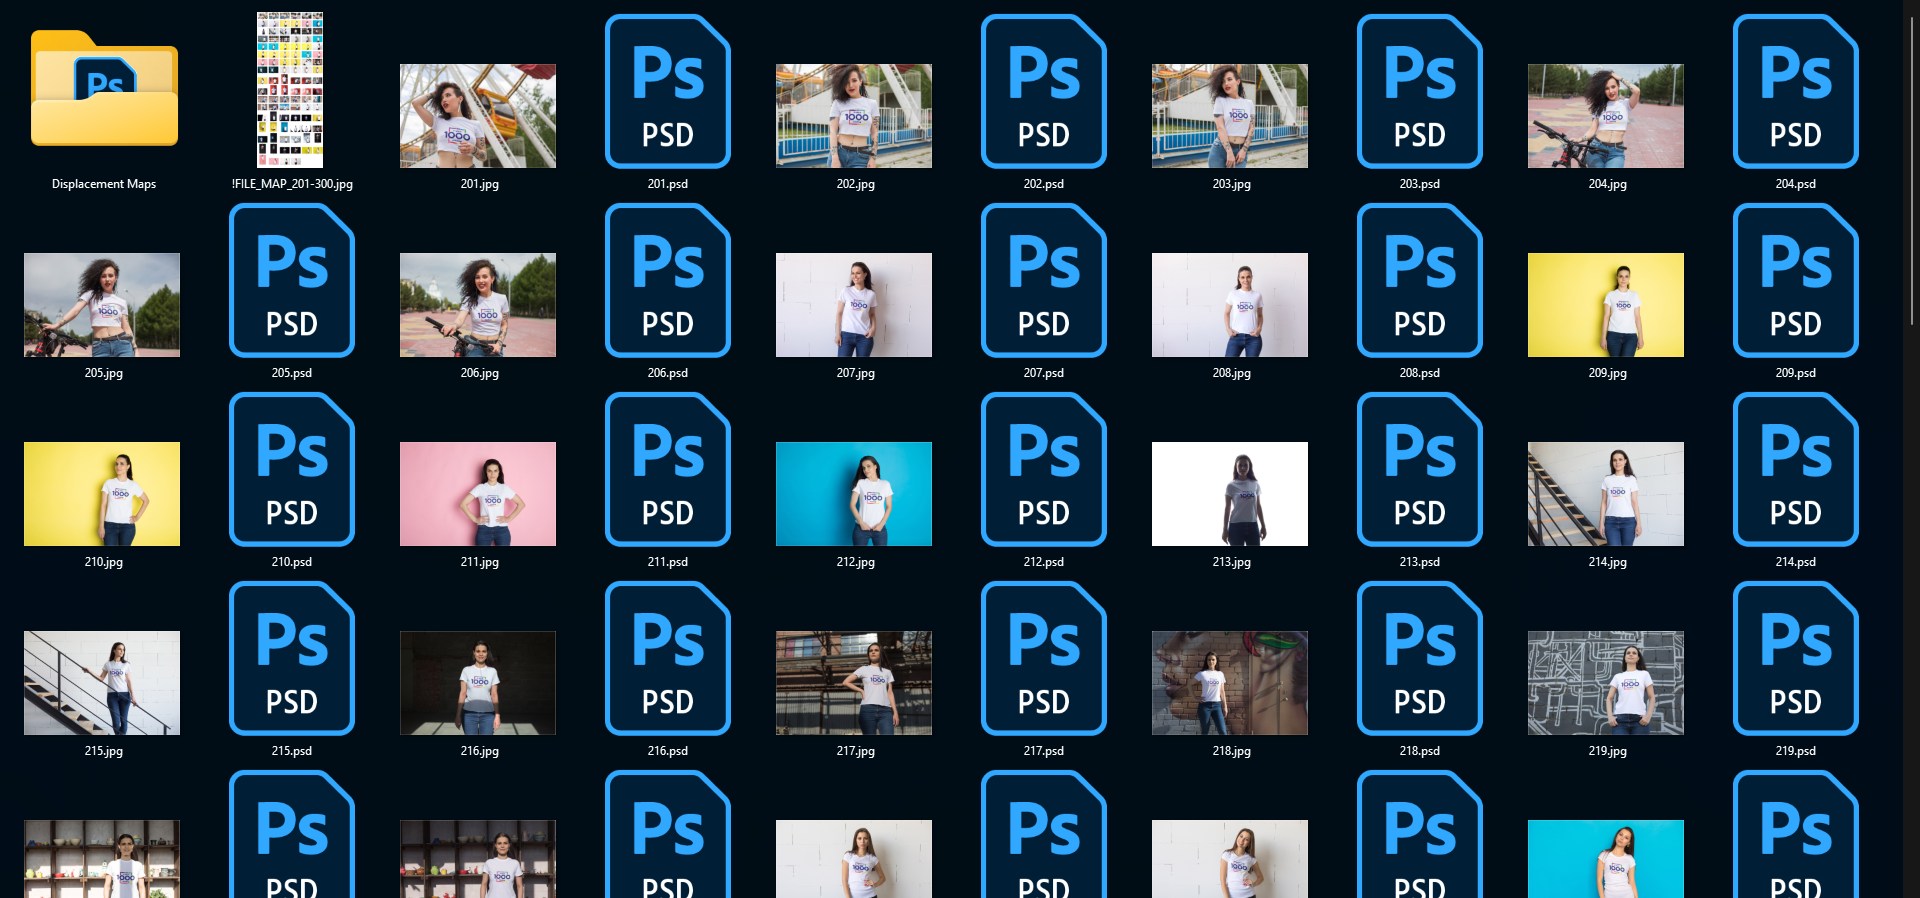 Ps
Ps PSD
Ps PSD
Ps PSD
Ps PSD
Displacement Maps
!FILE_MAP_201-300.jpg
201.jpg
201.psd
202.jpg
202.psd
203.jpg
203.psd
204.jpg
204.psd
Ps PSD
Ps PSD
Ps PSD
Ps PSD
Ps PSD
205.jpg
205.psd
206.jpg
206.psd
207.jpg
207.psd
208.jpg
208.psd
209.jpg
209.psd
Ps PSD
Ps PSD
Ps PSD
Ps PSD
Ps PSD
210.jpg
210.psd
211.jpg
211.psd
212.jpg
212.psd
213.jpg
213.psd
214.jpg
214.psd
Ps PSD
Ps PSD
Ps PSD
Ps PSD
Ps PSD
215.jpg
215.psd
216.jpg
216.psd
217.jpg
217.psd
218.jpg
218.psd
219.jpg
219.psd
Ps PSD
Ps PSD
Ps PSD
Ps PSD
Ps PSD